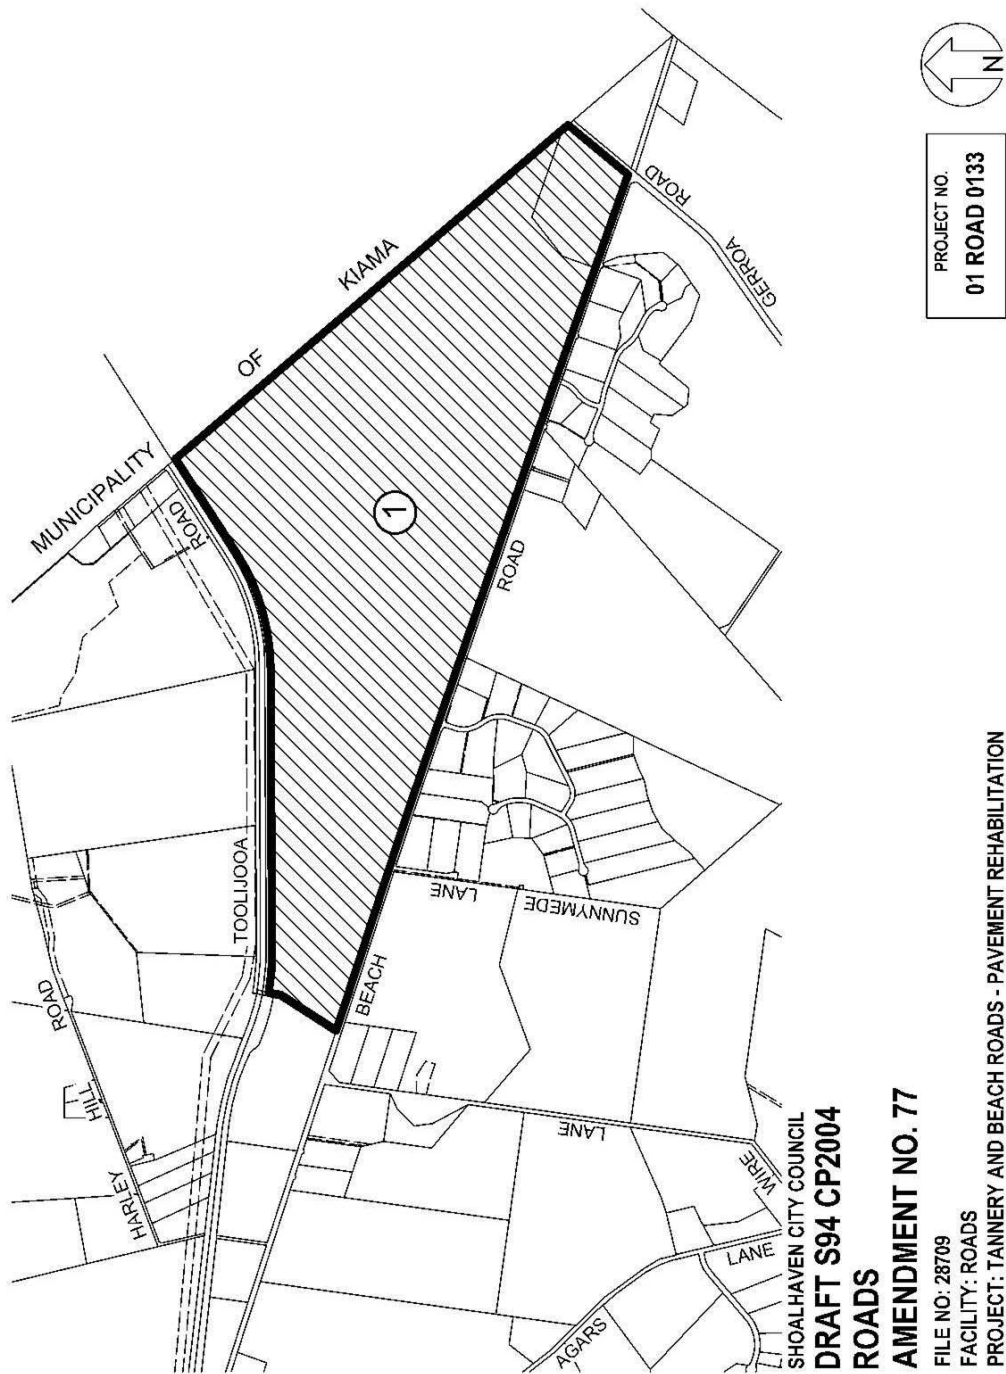 MUNICIPALITY
OF
KIAMA
ROAD
TOOLIJOOA
ROAD
HARLEY
HILL
ROAD
1
BEACH
ROAD
GERROA
ROAD
SUNNYMEDE
LANE
LANE
WIRE
AGARS
LANE
SHOALHAVEN CITY COUNCIL
DRAFT S94 CP2004
ROADS
AMENDMENT NO. 77
FILE NO: 28709
FACILITY: ROADS
PROJECT: TANNERY AND BEACH ROADS - PAVEMENT REHABILITATION
PROJECT NO.
01 ROAD 0133
N